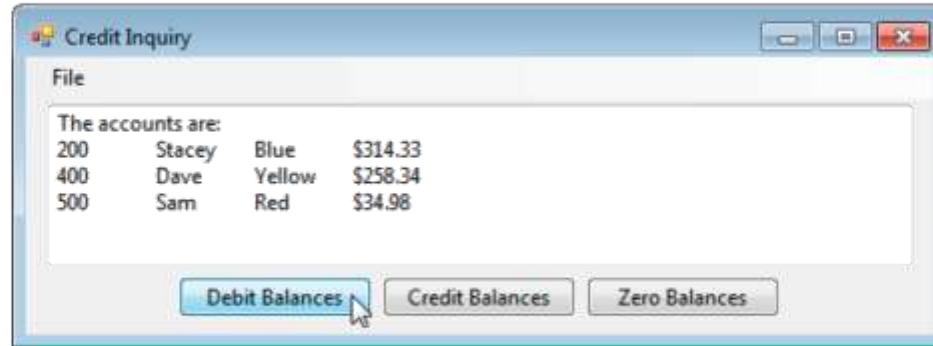 Credit Inquiry
File
The accounts are:
200 Stacey Blue $314.33
400 Dave Yellow $258.34
500 Sam Red $34.98
Debit Balances Credit Balances Zero Balances